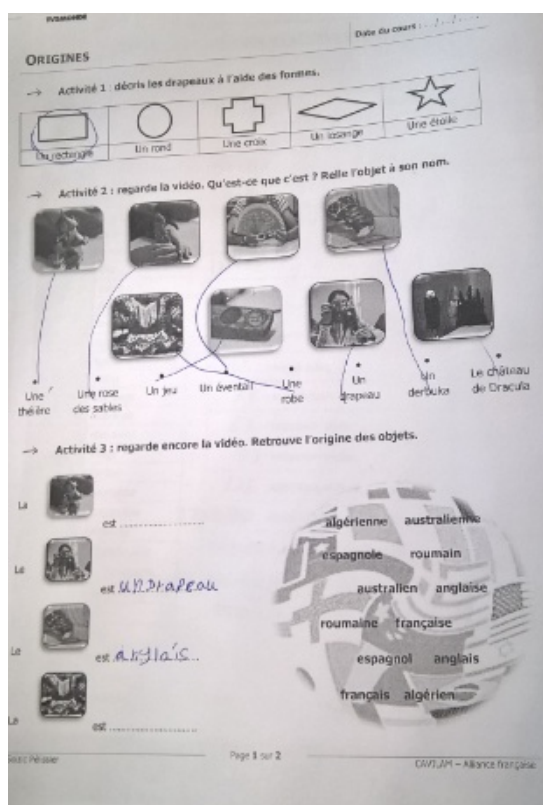 TV5MONDE
Date du cours : ../../..
ORIGINES
Activité 1 : décris les drapeaux à l'aide des formes.
Un rectangle Un rond Une croix Un losange Une étoile
Activité 2 : regarde la vidéo. Qu'est-ce que c'est ? Relie l'objet à son nom.
Une théière Une rose des sables Un jeu Un éventail Une robe Un drapeau Un derbuka Le château de Dracula
Activité 3 : regarde encore la vidéo. Retrouve l'origine des objets.
La est ....................
Le est un Drapeau
Le est anglais..
La est ....................
algérienne australienne
espagnole roumain
australien anglaise
roumaine française
espagnol anglais
français algérien
Page 1 sur 2
CAVILAM – Alliance française